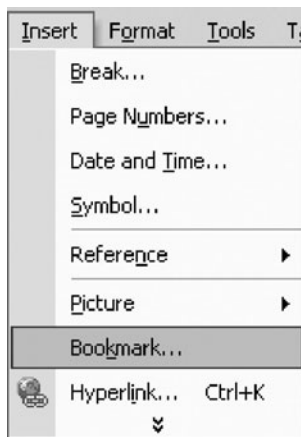 Insert Format Tools
Break...
Page Numbers...
Date and Time...
Symbol...
Reference
Picture
Bookmark...
Hyperlink... Ctrl+K